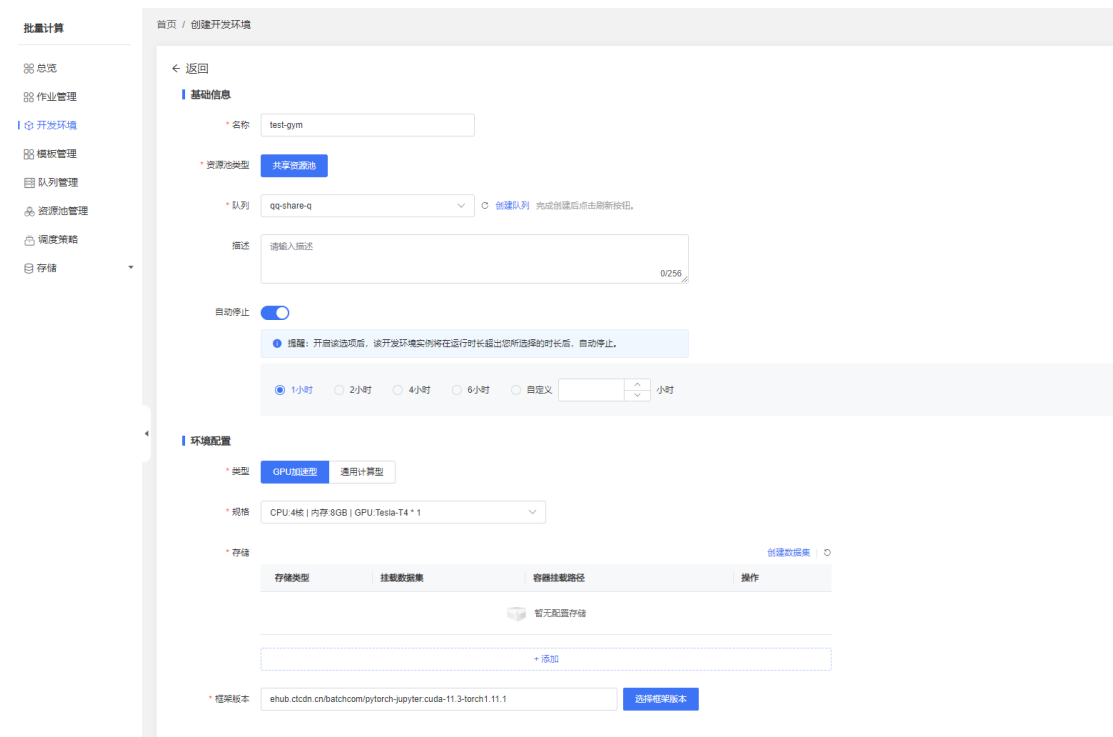 批量计算
首页 / 创建开发环境
总览
作业管理
开发环境
模板管理
队列管理
资源池管理
调度策略
存储
← 返回
基础信息
* 名称 test-gym
* 资源池类型 共享资源池
* 队列 qq-share-q 创建队列 完成创建后点击刷新按钮。
描述 请输入描述
0/256
自动停止
提醒：开启该选项后，该开发环境实例将在运行时长超出您所选择的时长后，自动停止。
1小时 2小时 4小时 6小时 自定义 小时
环境配置
* 类型 GPU加速型 通用计算型
* 规格 CPU:4核 | 内存:8GB | GPU:Tesla-T4 * 1
* 存储 创建数据集
存储类型 挂载数据集 容器挂载路径 操作
暂无配置存储
+ 添加
* 框架版本 ehub.ctcdn.cn/batchcom/pytorch-jupyter:cuda-11.3-torch1.11.1 选择框架版本